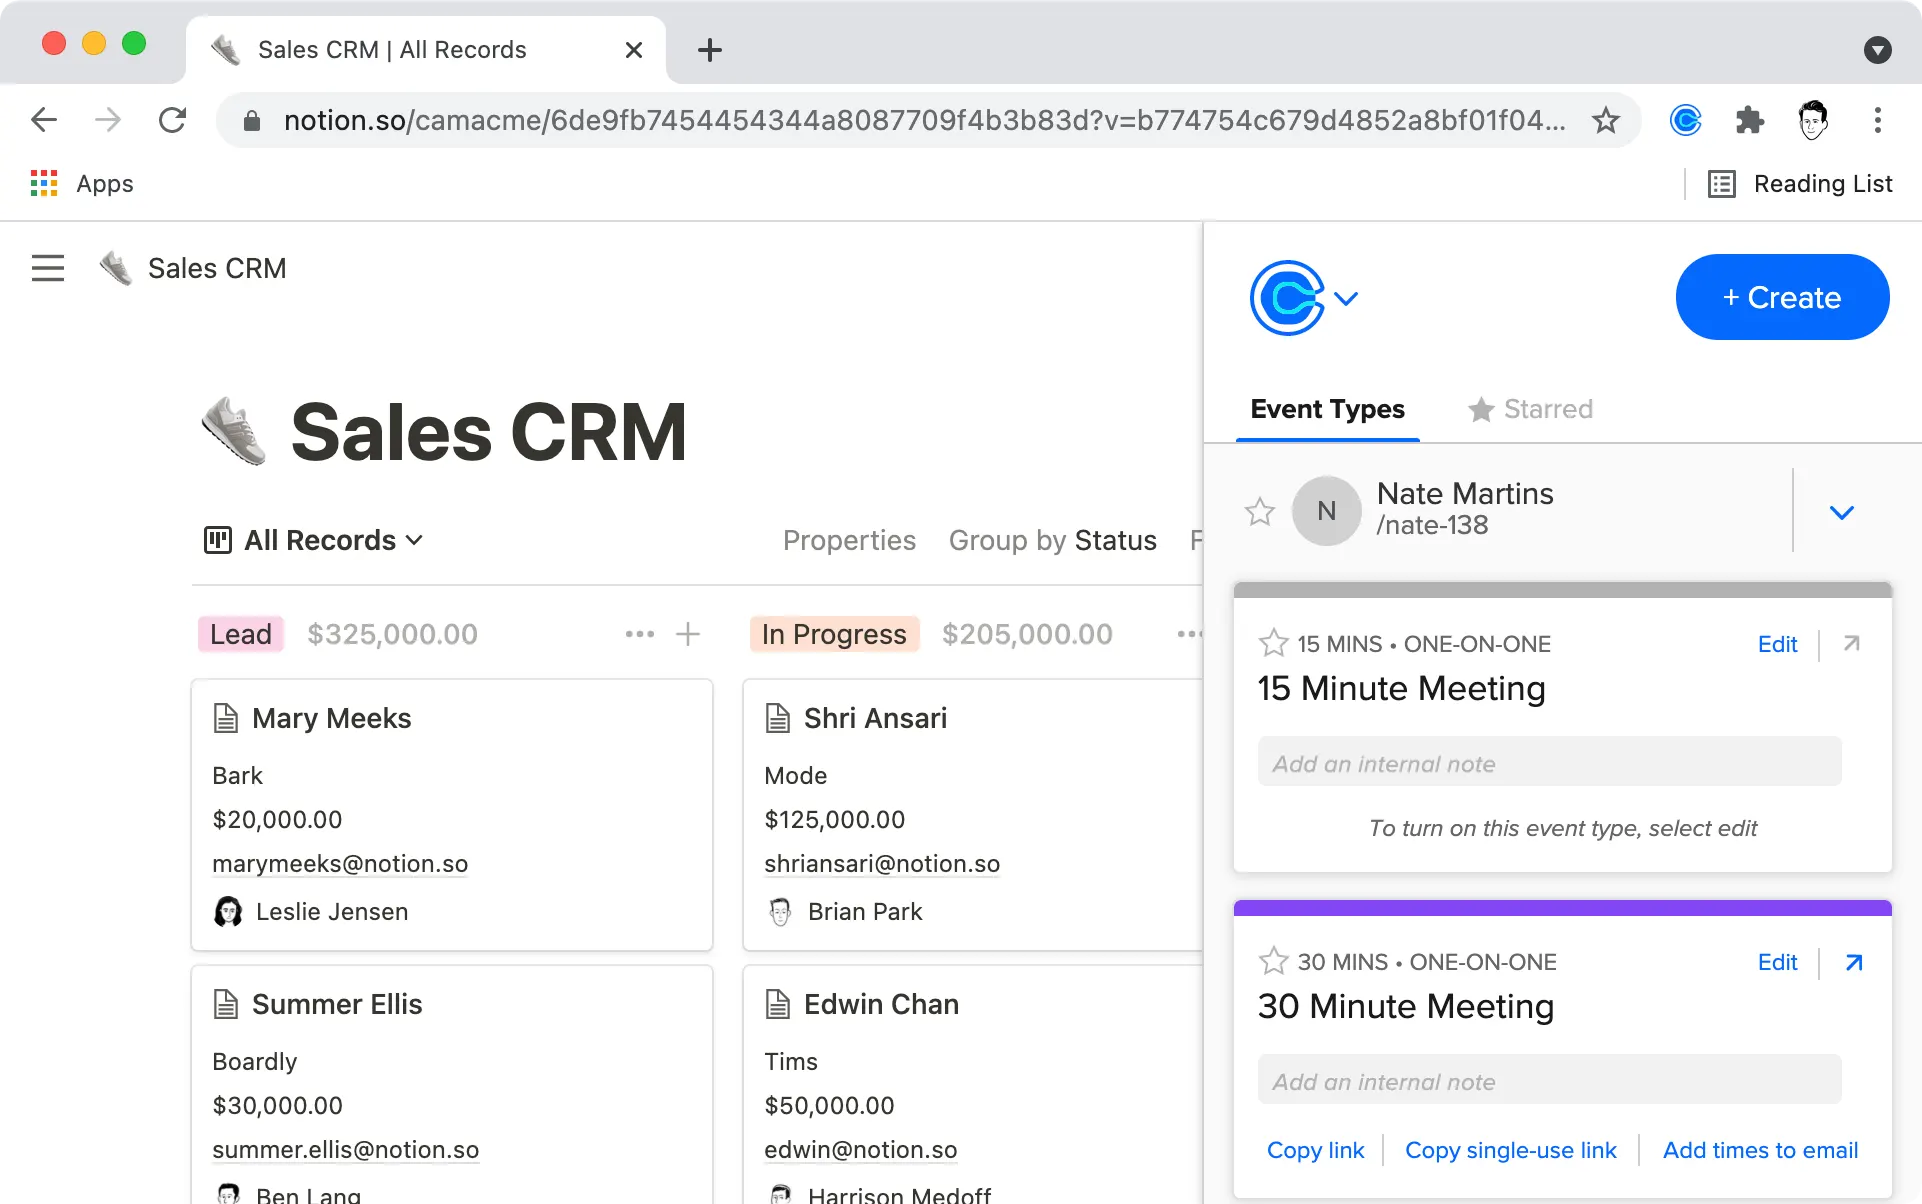 Sales CRM | All Records
notion.so/camacme/6de9fb7454454344a8087709f4b3b83d?v=b774754c679d4852a8bf01f04...
Apps
Reading List
Sales CRM
Sales CRM
All Records
Properties Group by Status F
Lead $325,000.00
In Progress $205,000.00
Mary Meeks
Bark
$20,000.00
marymeeks@notion.so
Leslie Jensen
Summer Ellis
Boardly
$30,000.00
summer.ellis@notion.so
Ben Lang
Shri Ansari
Mode
$125,000.00
shriansari@notion.so
Brian Park
Edwin Chan
Tims
$50,000.00
edwin@notion.so
Harrison Medoff
+ Create
Event Types
Starred
N
Nate Martins
/nate-138
15 MINS • ONE-ON-ONE
Edit
15 Minute Meeting
Add an internal note
To turn on this event type, select edit
30 MINS • ONE-ON-ONE
Edit
30 Minute Meeting
Add an internal note
Copy link
Copy single-use link
Add times to email